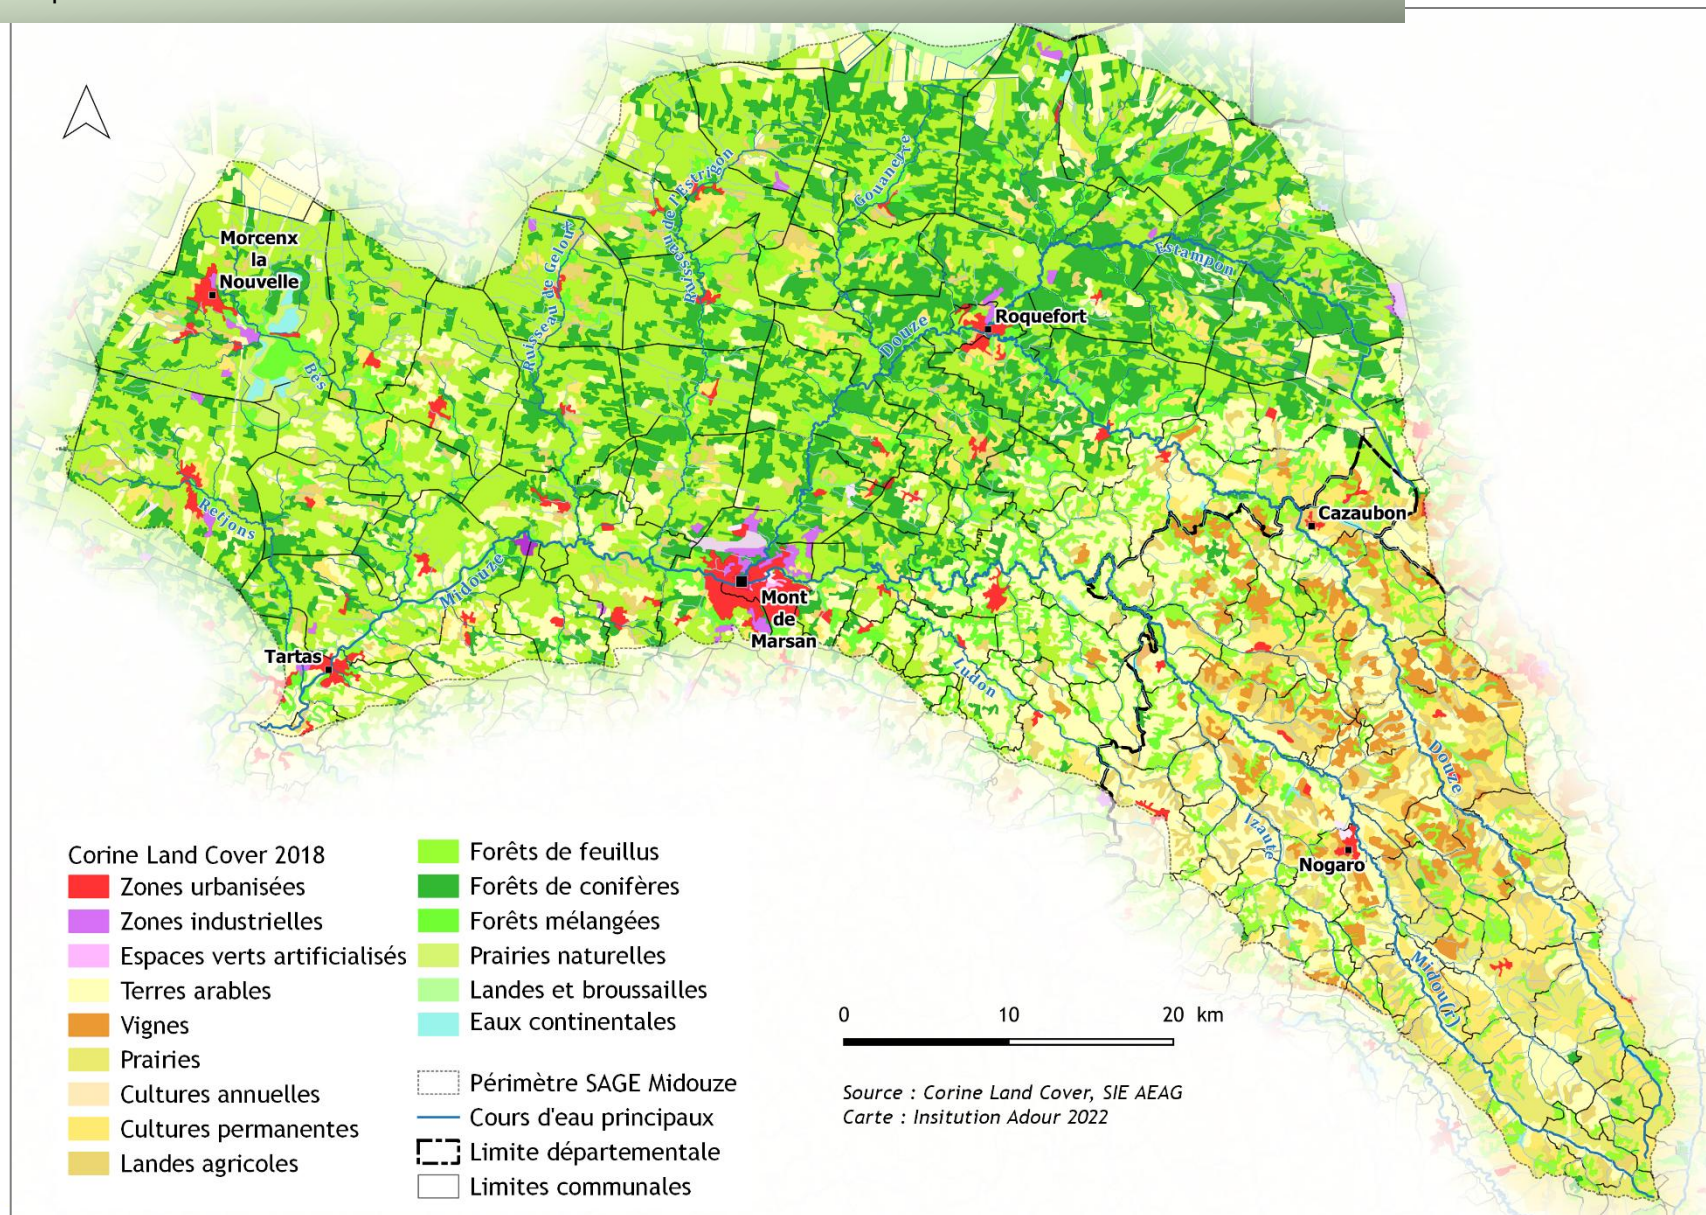 Morcenx
la
Nouvelle
Bès
Retjons
Tartas
Midouze
Ruisseau de Geloux
Ruisseau de l'Estrigon
Gouaneyre
Douze
Roquefort
Estampon
Cazaubon
Mont
de
Marsan
Ludon
Douze
Izaute
Nogaro
Midou(r)
Corine Land Cover 2018
Zones urbanisées
Zones industrielles
Espaces verts artificialisés
Terres arables
Vignes
Prairies
Cultures annuelles
Cultures permanentes
Landes agricoles
Forêts de feuillus
Forêts de conifères
Forêts mélangées
Prairies naturelles
Landes et broussailles
Eaux continentales
Périmètre SAGE Midouze
Cours d'eau principaux
Limite départementale
Limites communales
0 10 20 km
Source : Corine Land Cover, SIE AEAG
Carte : Insitution Adour 2022